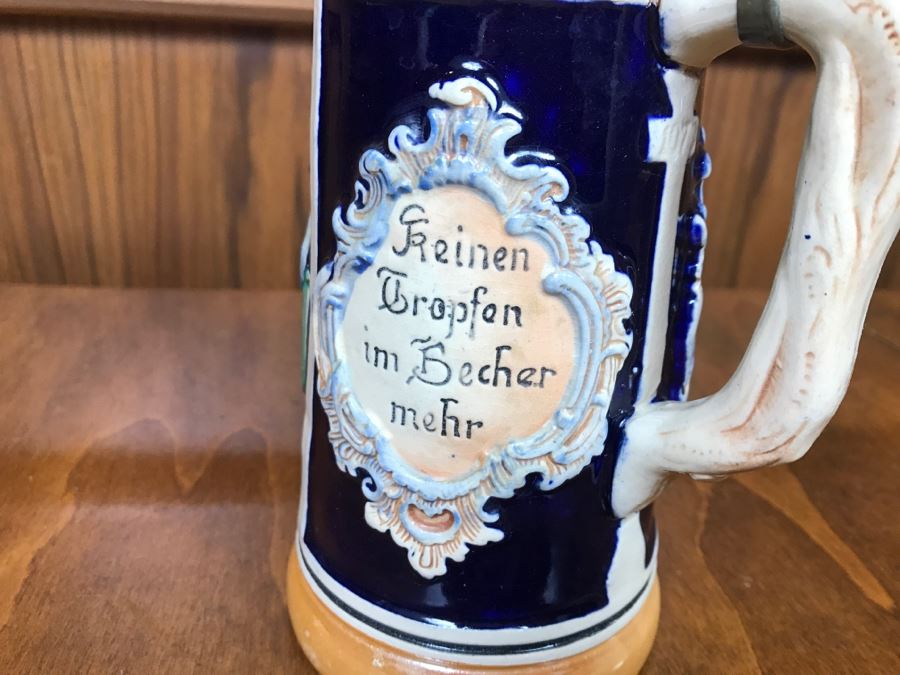 Keinen
Tropfen
im Becher
mehr